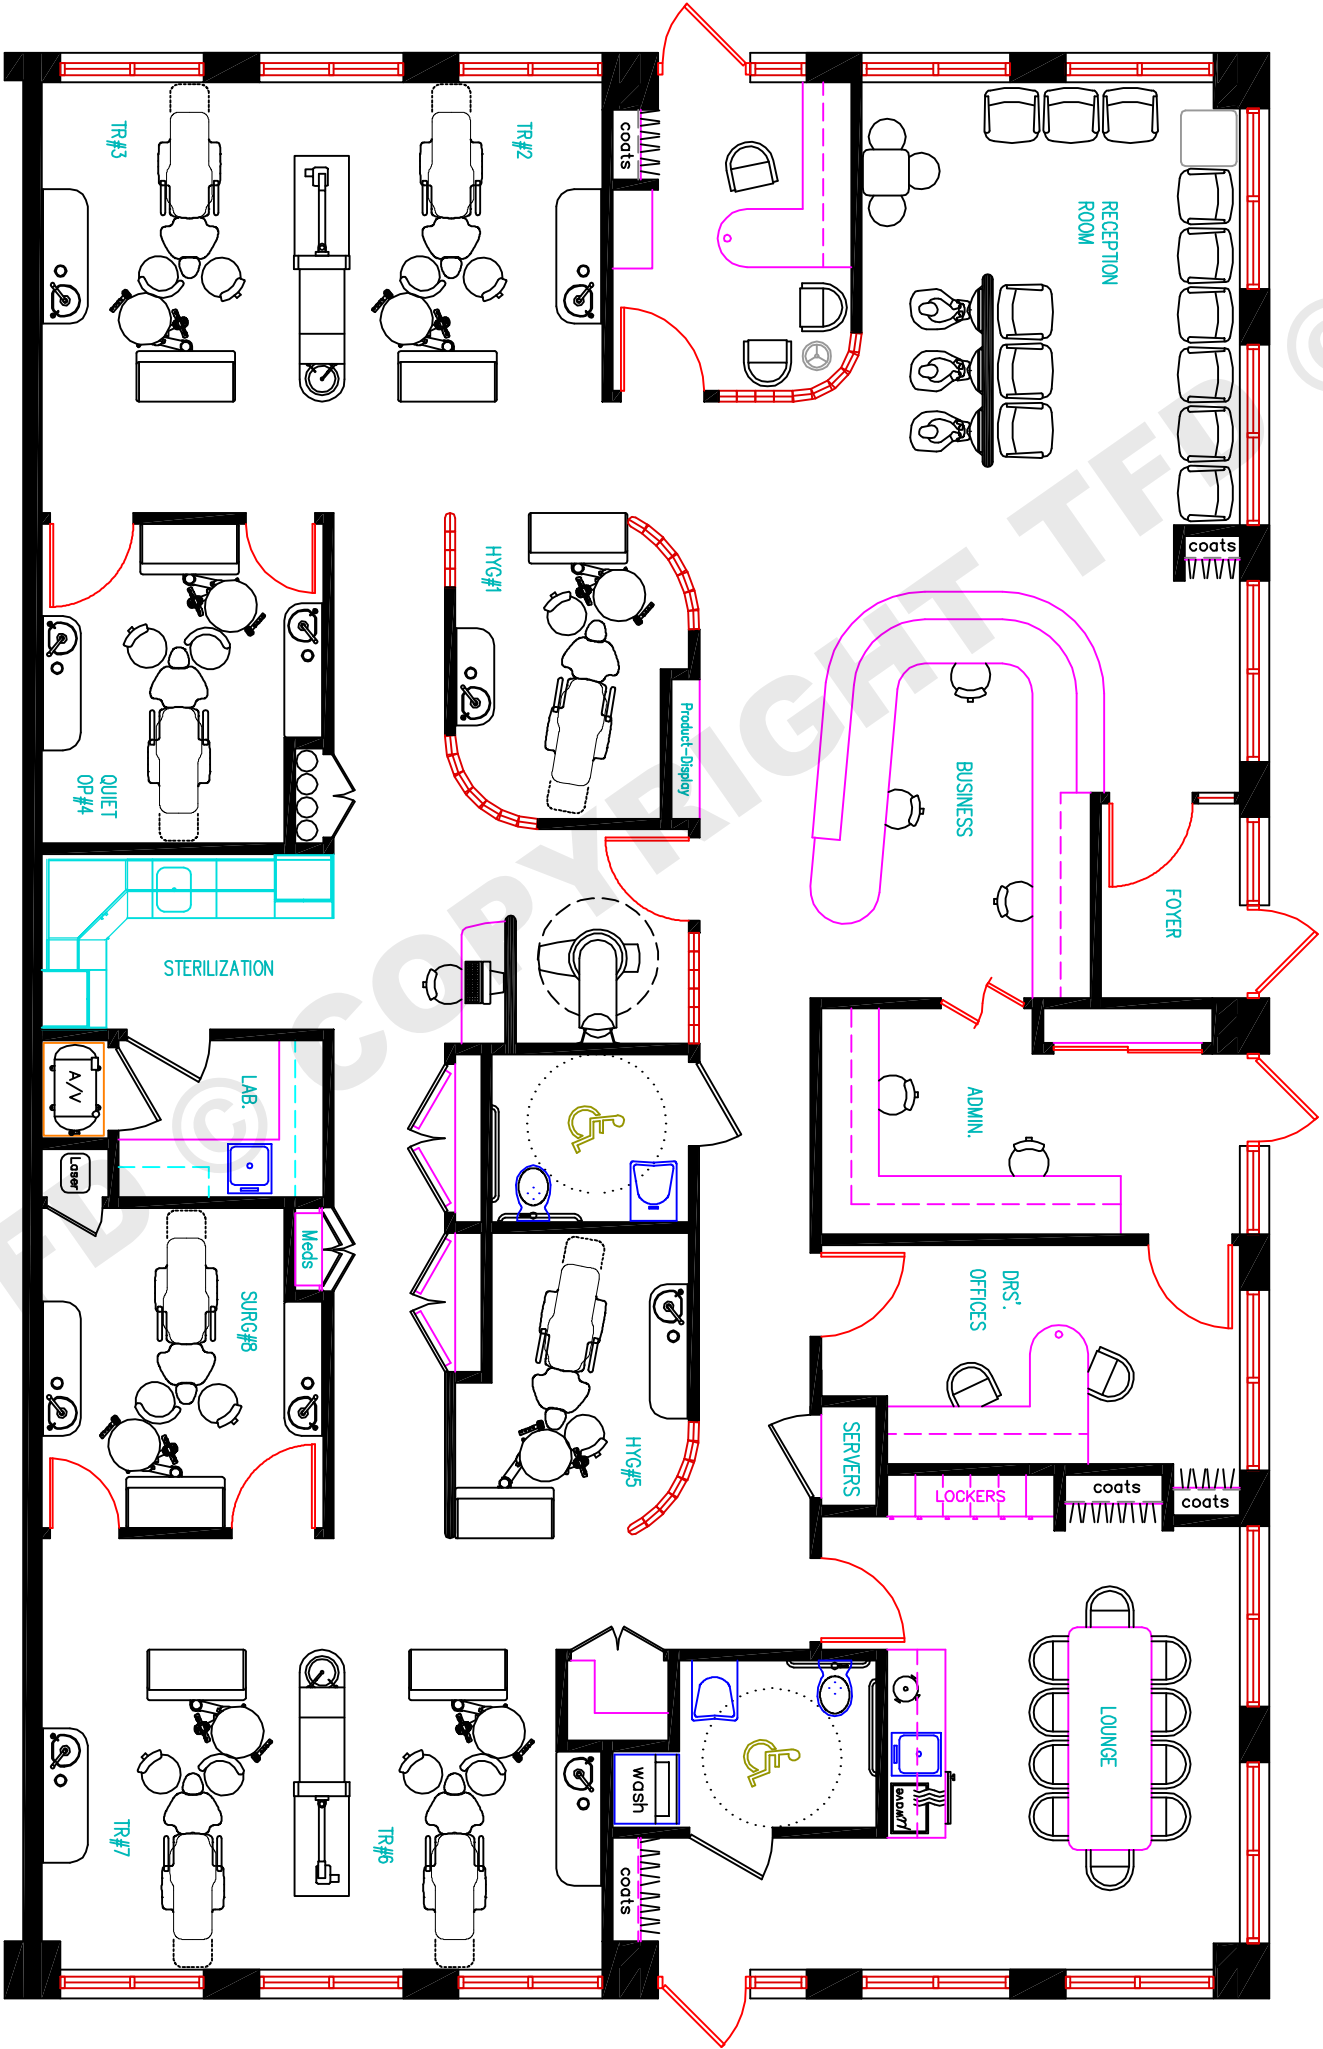 TR#3
TR#2
coats
RECEPTION
ROOM
coats
HYG#1
Product-Display
QUIET
OP#4
BUSINESS
FOYER
STERILIZATION
A/V
LAB.
Laser
ADMIN.
Meds
SURG#8
DRS'.
OFFICES
HYG#5
SERVERS
LOCKERS
coats
coats
LOUNGE
wash
M/WAVE
TR#7
TR#6
coats
FD © COPYRIGHT TFD ©